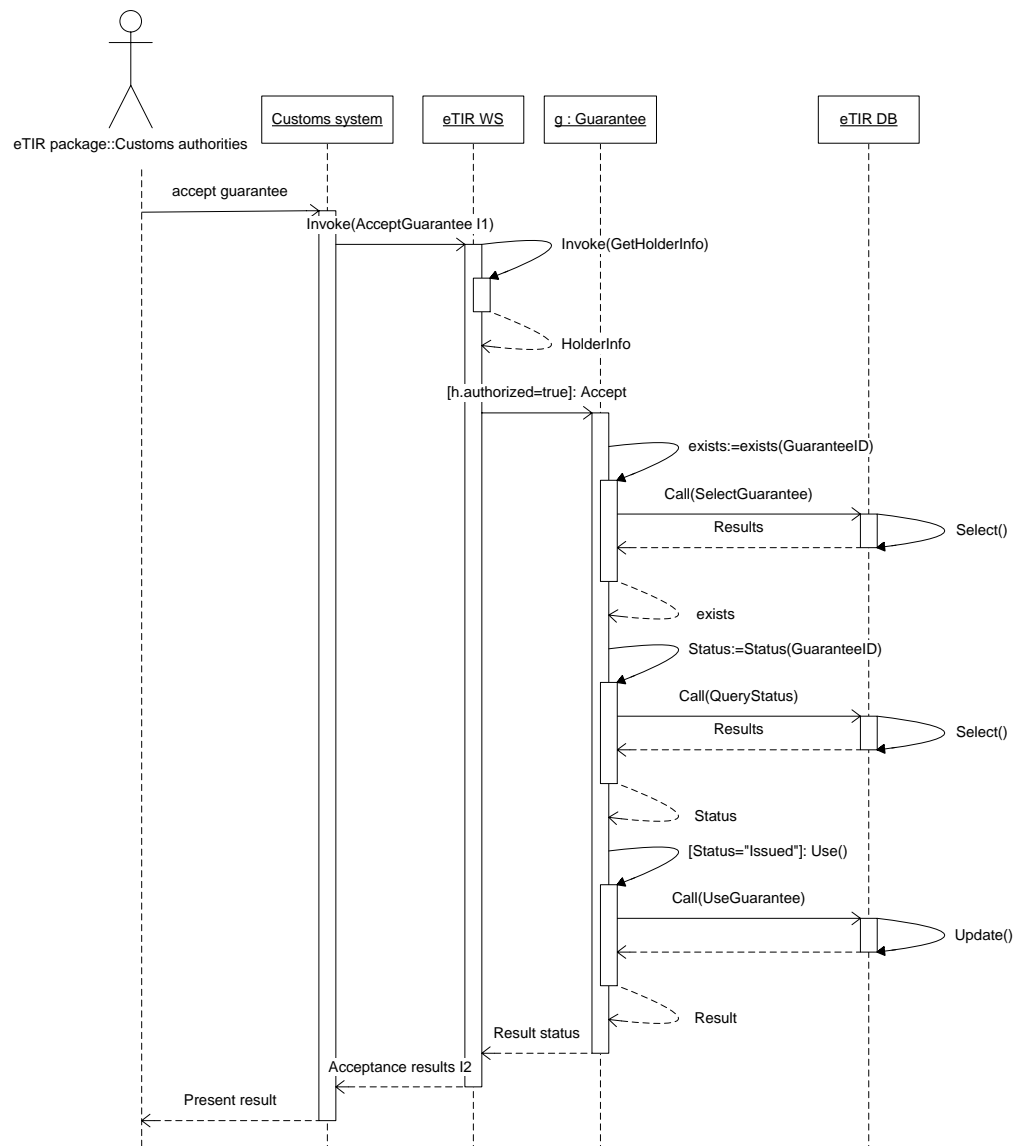 Customs system
eTIR WS
g : Guarantee
eTIR DB
eTIR package::Customs authorities
accept guarantee
Invoke(AcceptGuarantee I1)
Invoke(GetHolderInfo)
HolderInfo
[h.authorized=true]: Accept
exists:=exists(GuaranteeID)
Call(SelectGuarantee)
Results
Select()
exists
Status:=Status(GuaranteeID)
Call(QueryStatus)
Results
Select()
Status
[Status="Issued"]: Use()
Call(UseGuarantee)
Update()
Result
Result status
Acceptance results I2
Present result